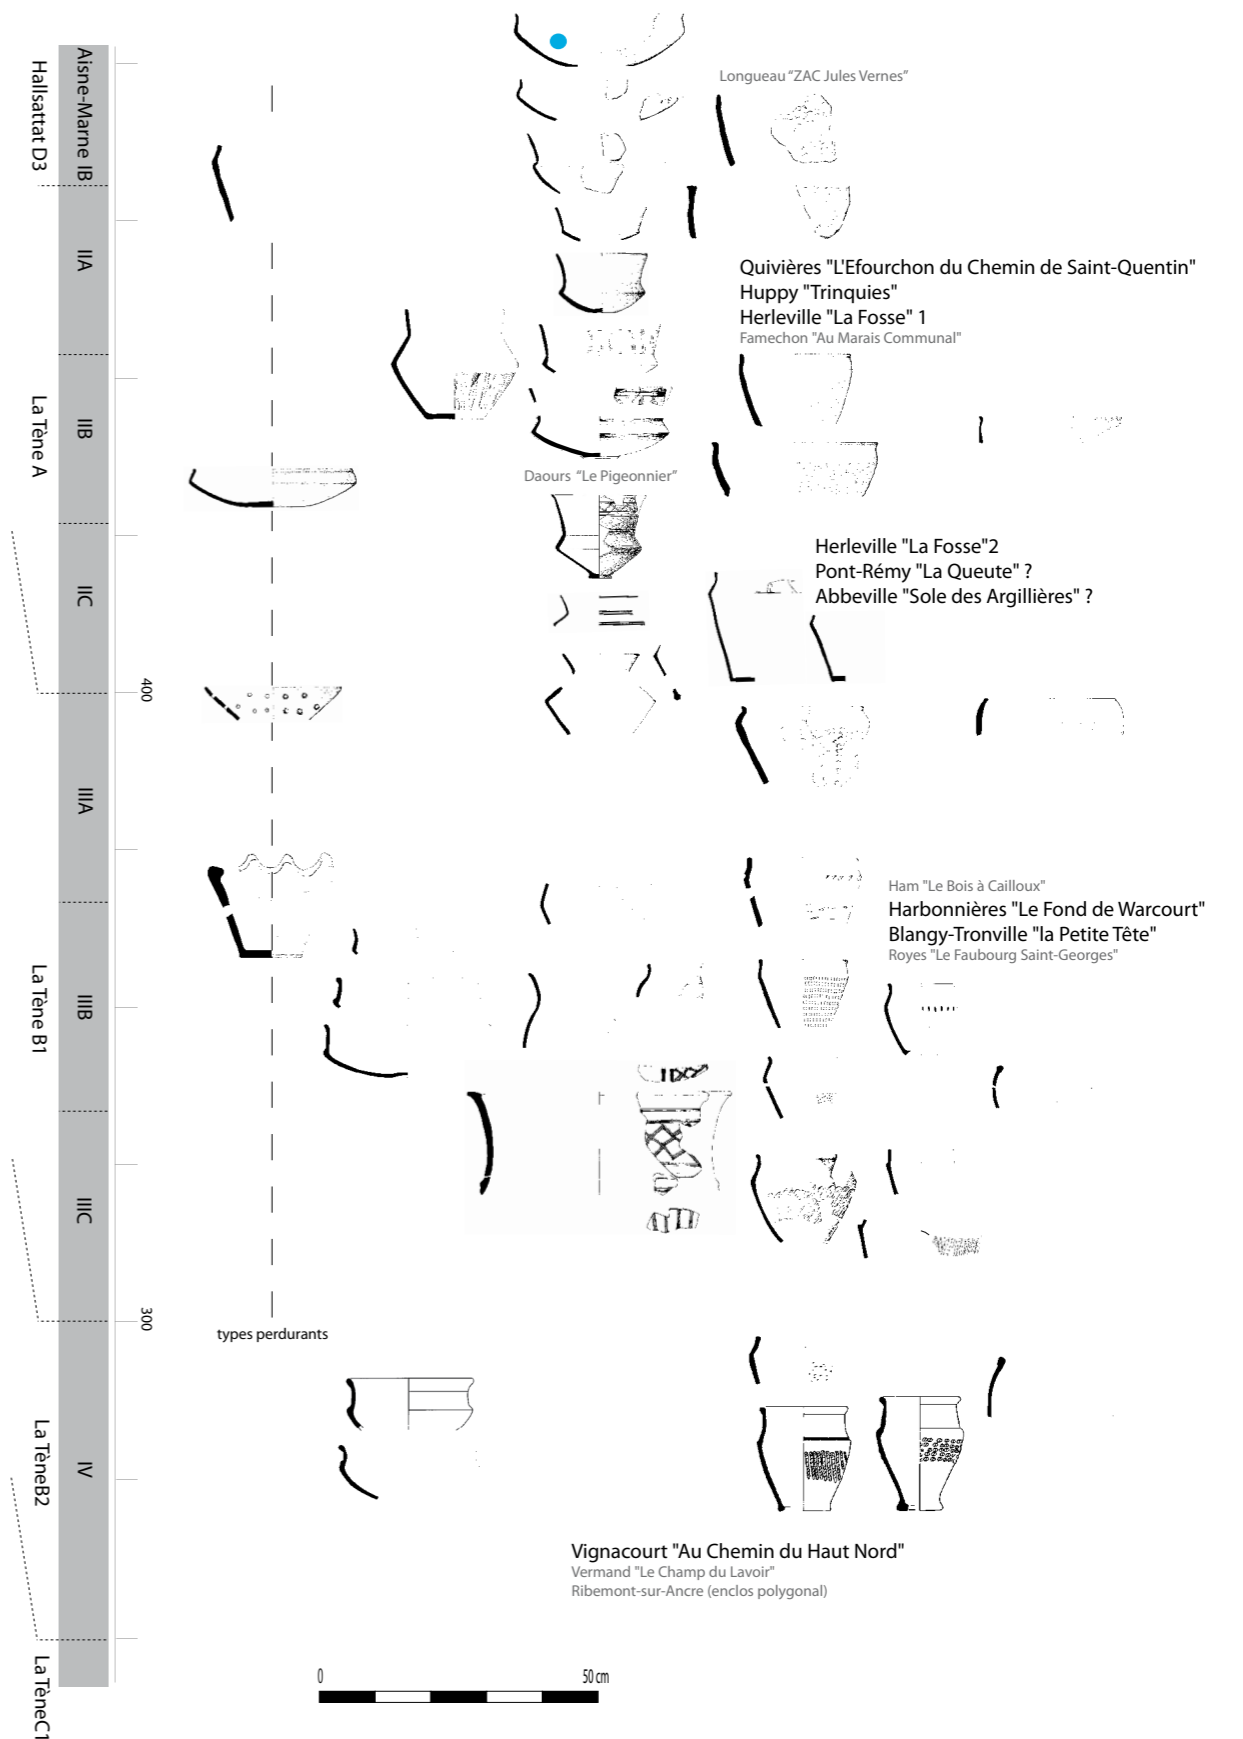 Hallsattat D3
Aisne-Marne IB
Longueau "ZAC Jules Vernes"
IIA
Quivières "L'Efourchon du Chemin de Saint-Quentin"
Huppy "Trinquies"
Herleville "La Fosse" 1
Famechon "Au Marais Communal"
La Tène A
IIB
Daours "Le Pigeonnier"
IIC
Herleville "La Fosse"2
Pont-Rémy "La Queute" ?
Abbeville "Sole des Argillières" ?
400
IIIA
Ham "Le Bois à Cailloux"
Harbonnières "Le Fond de Warcourt"
Blangy-Tronville "la Petite Tête"
Royes "Le Faubourg Saint-Georges"
La Tène B1
IIIB
IIIC
300
types perdurants
La TèneB2
IV
Vignacourt "Au Chemin du Haut Nord"
Vermand "Le Champ du Lavoir"
Ribemont-sur-Ancre (enclos polygonal)
La TèneC1
0
50 cm